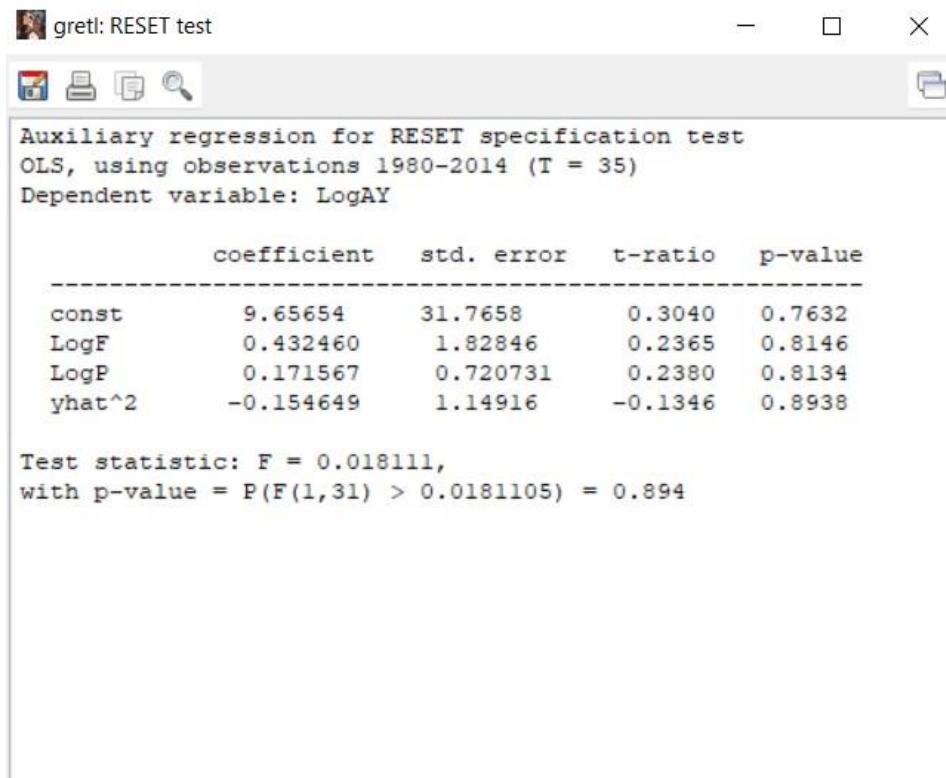 gretl: RESET test
Auxiliary regression for RESET specification test
OLS, using observations 1980-2014 (T = 35)
Dependent variable: LogAY
coefficient std. error t-ratio p-value
-------------------------------------------------------
const 9.65654 31.7658 0.3040 0.7632
LogF 0.432460 1.82846 0.2365 0.8146
LogP 0.171567 0.720731 0.2380 0.8134
yhat^2 -0.154649 1.14916 -0.1346 0.8938
Test statistic: F = 0.018111,
with p-value = P(F(1,31) > 0.0181105) = 0.894